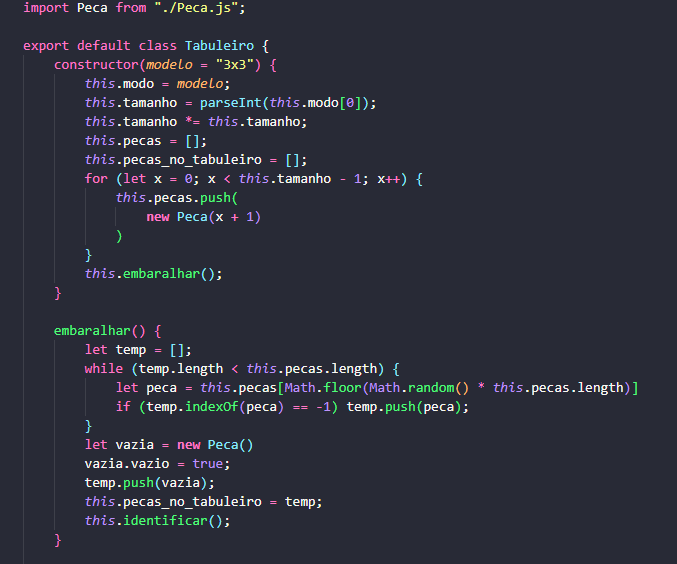 import Peca from "./Peca.js";
export default class Tabuleiro {
constructor(modelo = "3x3") {
this.modo = modelo;
this.tamanho = parseInt(this.modo[0]);
this.tamanho *= this.tamanho;
this.pecas = [];
this.pecas_no_tabuleiro = [];
for (let x = 0; x < this.tamanho - 1; x++) {
this.pecas.push(
new Peca(x + 1)
)
}
this.embaralhar();
}
embaralhar() {
let temp = [];
while (temp.length < this.pecas.length) {
let peca = this.pecas[Math.floor(Math.random() * this.pecas.length)]
if (temp.indexOf(peca) == -1) temp.push(peca);
}
let vazia = new Peca()
vazia.vazio = true;
temp.push(vazia);
this.pecas_no_tabuleiro = temp;
this.identificar();
}